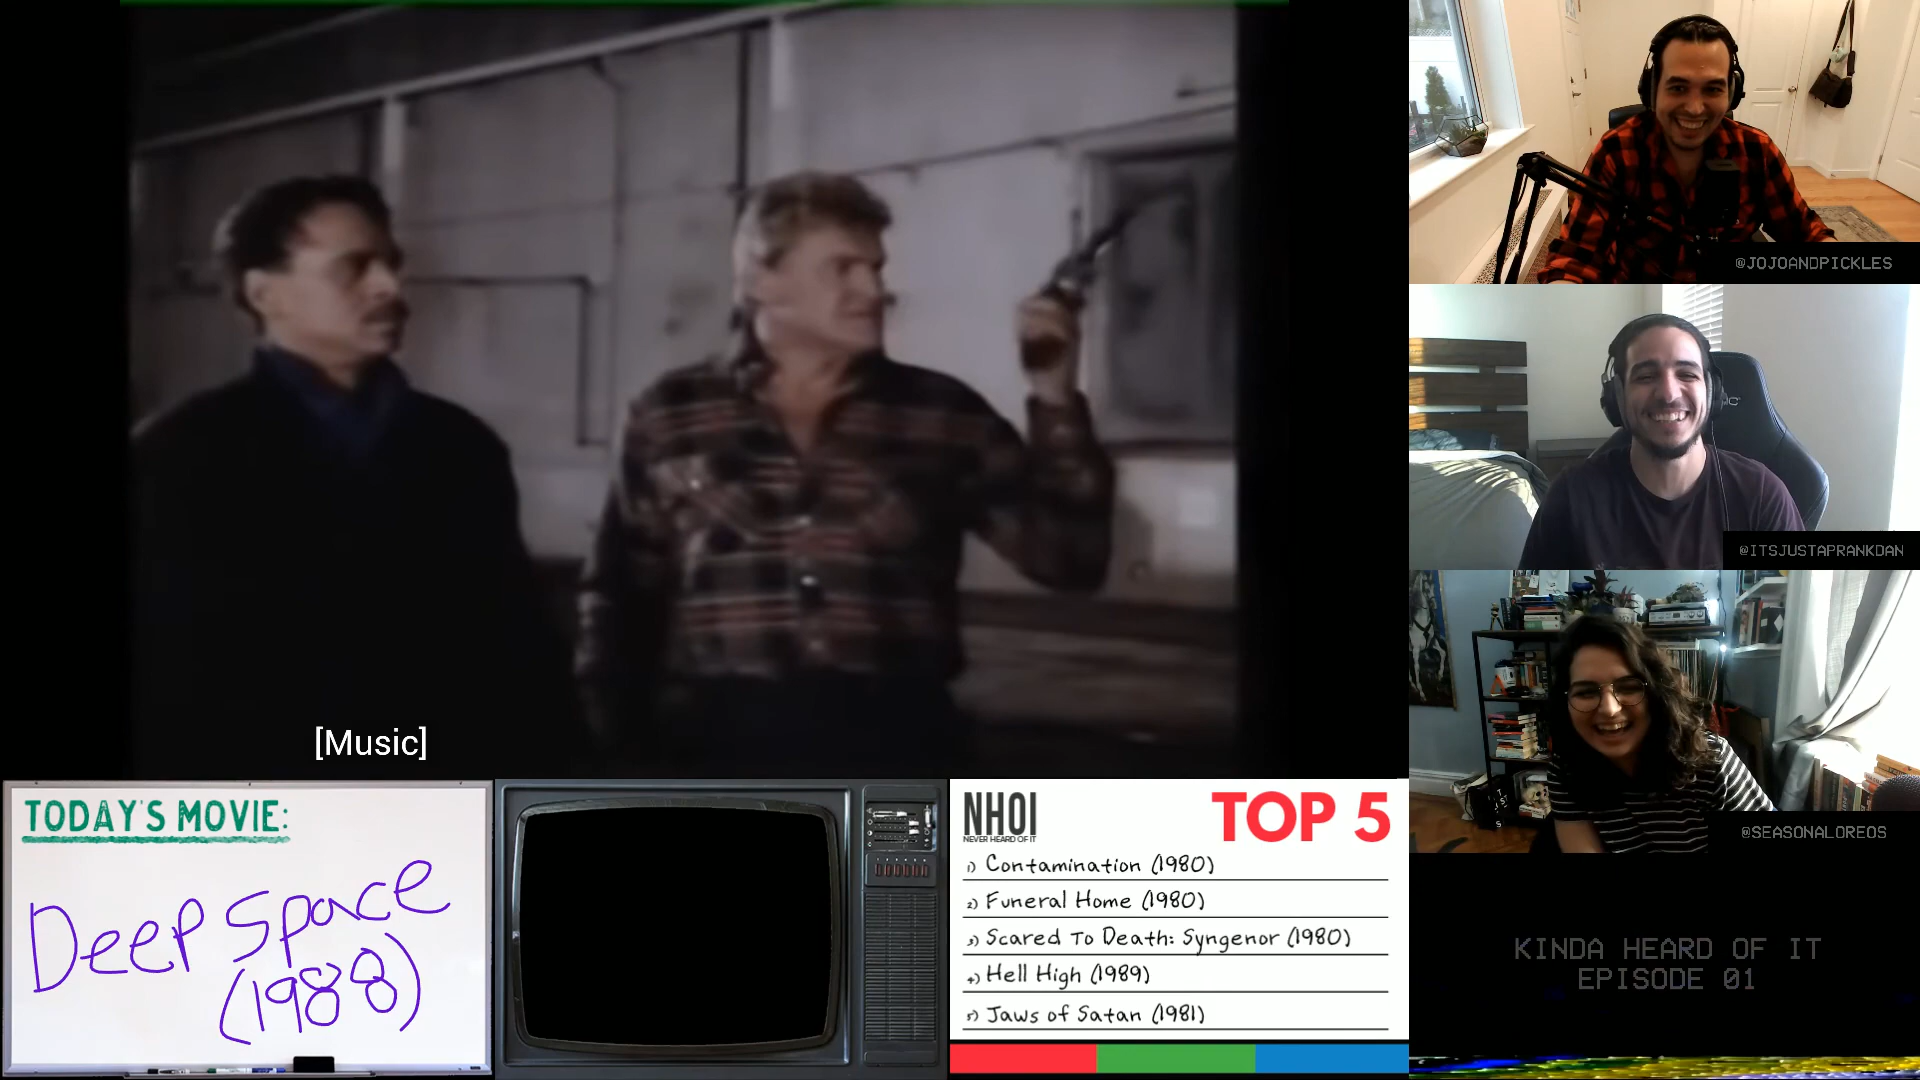 [Music]
TODAY'S MOVIE:
Deep Space
(1988)
NHOI
NEVER HEARD OF IT
TOP 5
1) Contamination (1980)
2) Funeral Home (1980)
3) Scared To Death: Syngenor (1980)
4) Hell High (1989)
5) Jaws of Satan (1981)
@JOJOANDPICKLES
@ITSJUSTAPRANKDAN
@SEASONALOREOS
KINDA HEARD OF IT
EPISODE 01